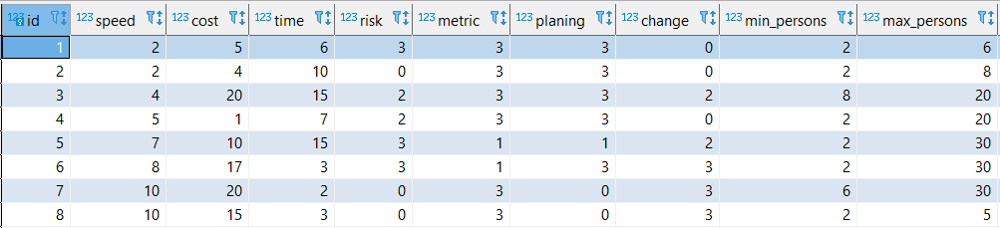 123 id 123 speed 123 cost 123 time 123 risk 123 metric 123 planing 123 change 123 min_persons 123 max_persons
1 2 5 6 3 3 3 0 2 6
2 2 4 10 0 3 3 0 2 8
3 4 20 15 2 3 3 2 8 20
4 5 1 7 2 3 3 0 2 20
5 7 10 15 3 1 1 2 2 30
6 8 17 3 3 1 3 3 2 30
7 10 20 2 0 3 0 3 6 30
8 10 15 3 0 3 0 3 2 5